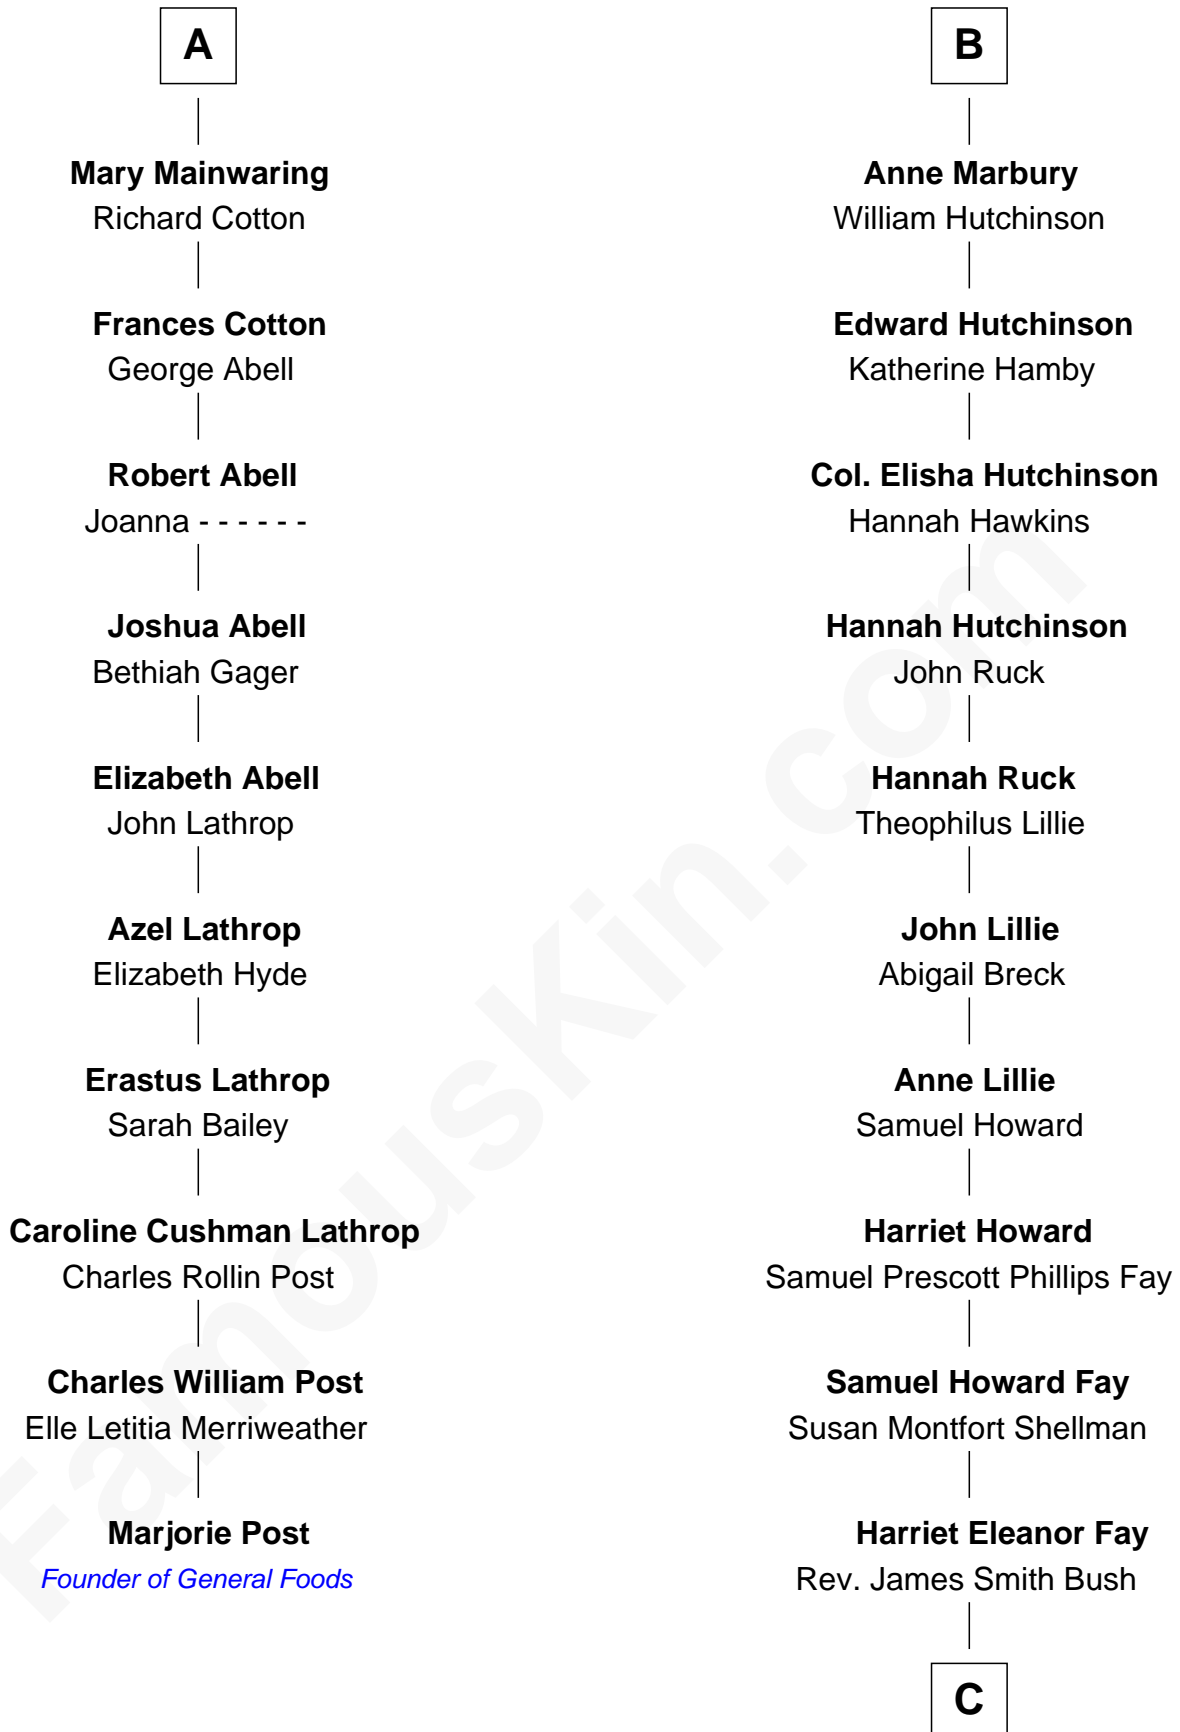 A
Mary Mainwaring
Richard Cotton
Frances Cotton
George Abell
Robert Abell
Joanna - - - - - -
Joshua Abell
Bethiah Gager
Elizabeth Abell
John Lathrop
Azel Lathrop
Elizabeth Hyde
Erastus Lathrop
Sarah Bailey
Caroline Cushman Lathrop
Charles Rollin Post
Charles William Post
Elle Letitia Merriweather
Marjorie Post
Founder of General Foods
B
Anne Marbury
William Hutchinson
Edward Hutchinson
Katherine Hamby
Col. Elisha Hutchinson
Hannah Hawkins
Hannah Hutchinson
John Ruck
Hannah Ruck
Theophilus Lillie
John Lillie
Abigail Breck
Anne Lillie
Samuel Howard
Harriet Howard
Samuel Prescott Phillips Fay
Samuel Howard Fay
Susan Montfort Shellman
Harriet Eleanor Fay
Rev. James Smith Bush
C
FamousKin.com